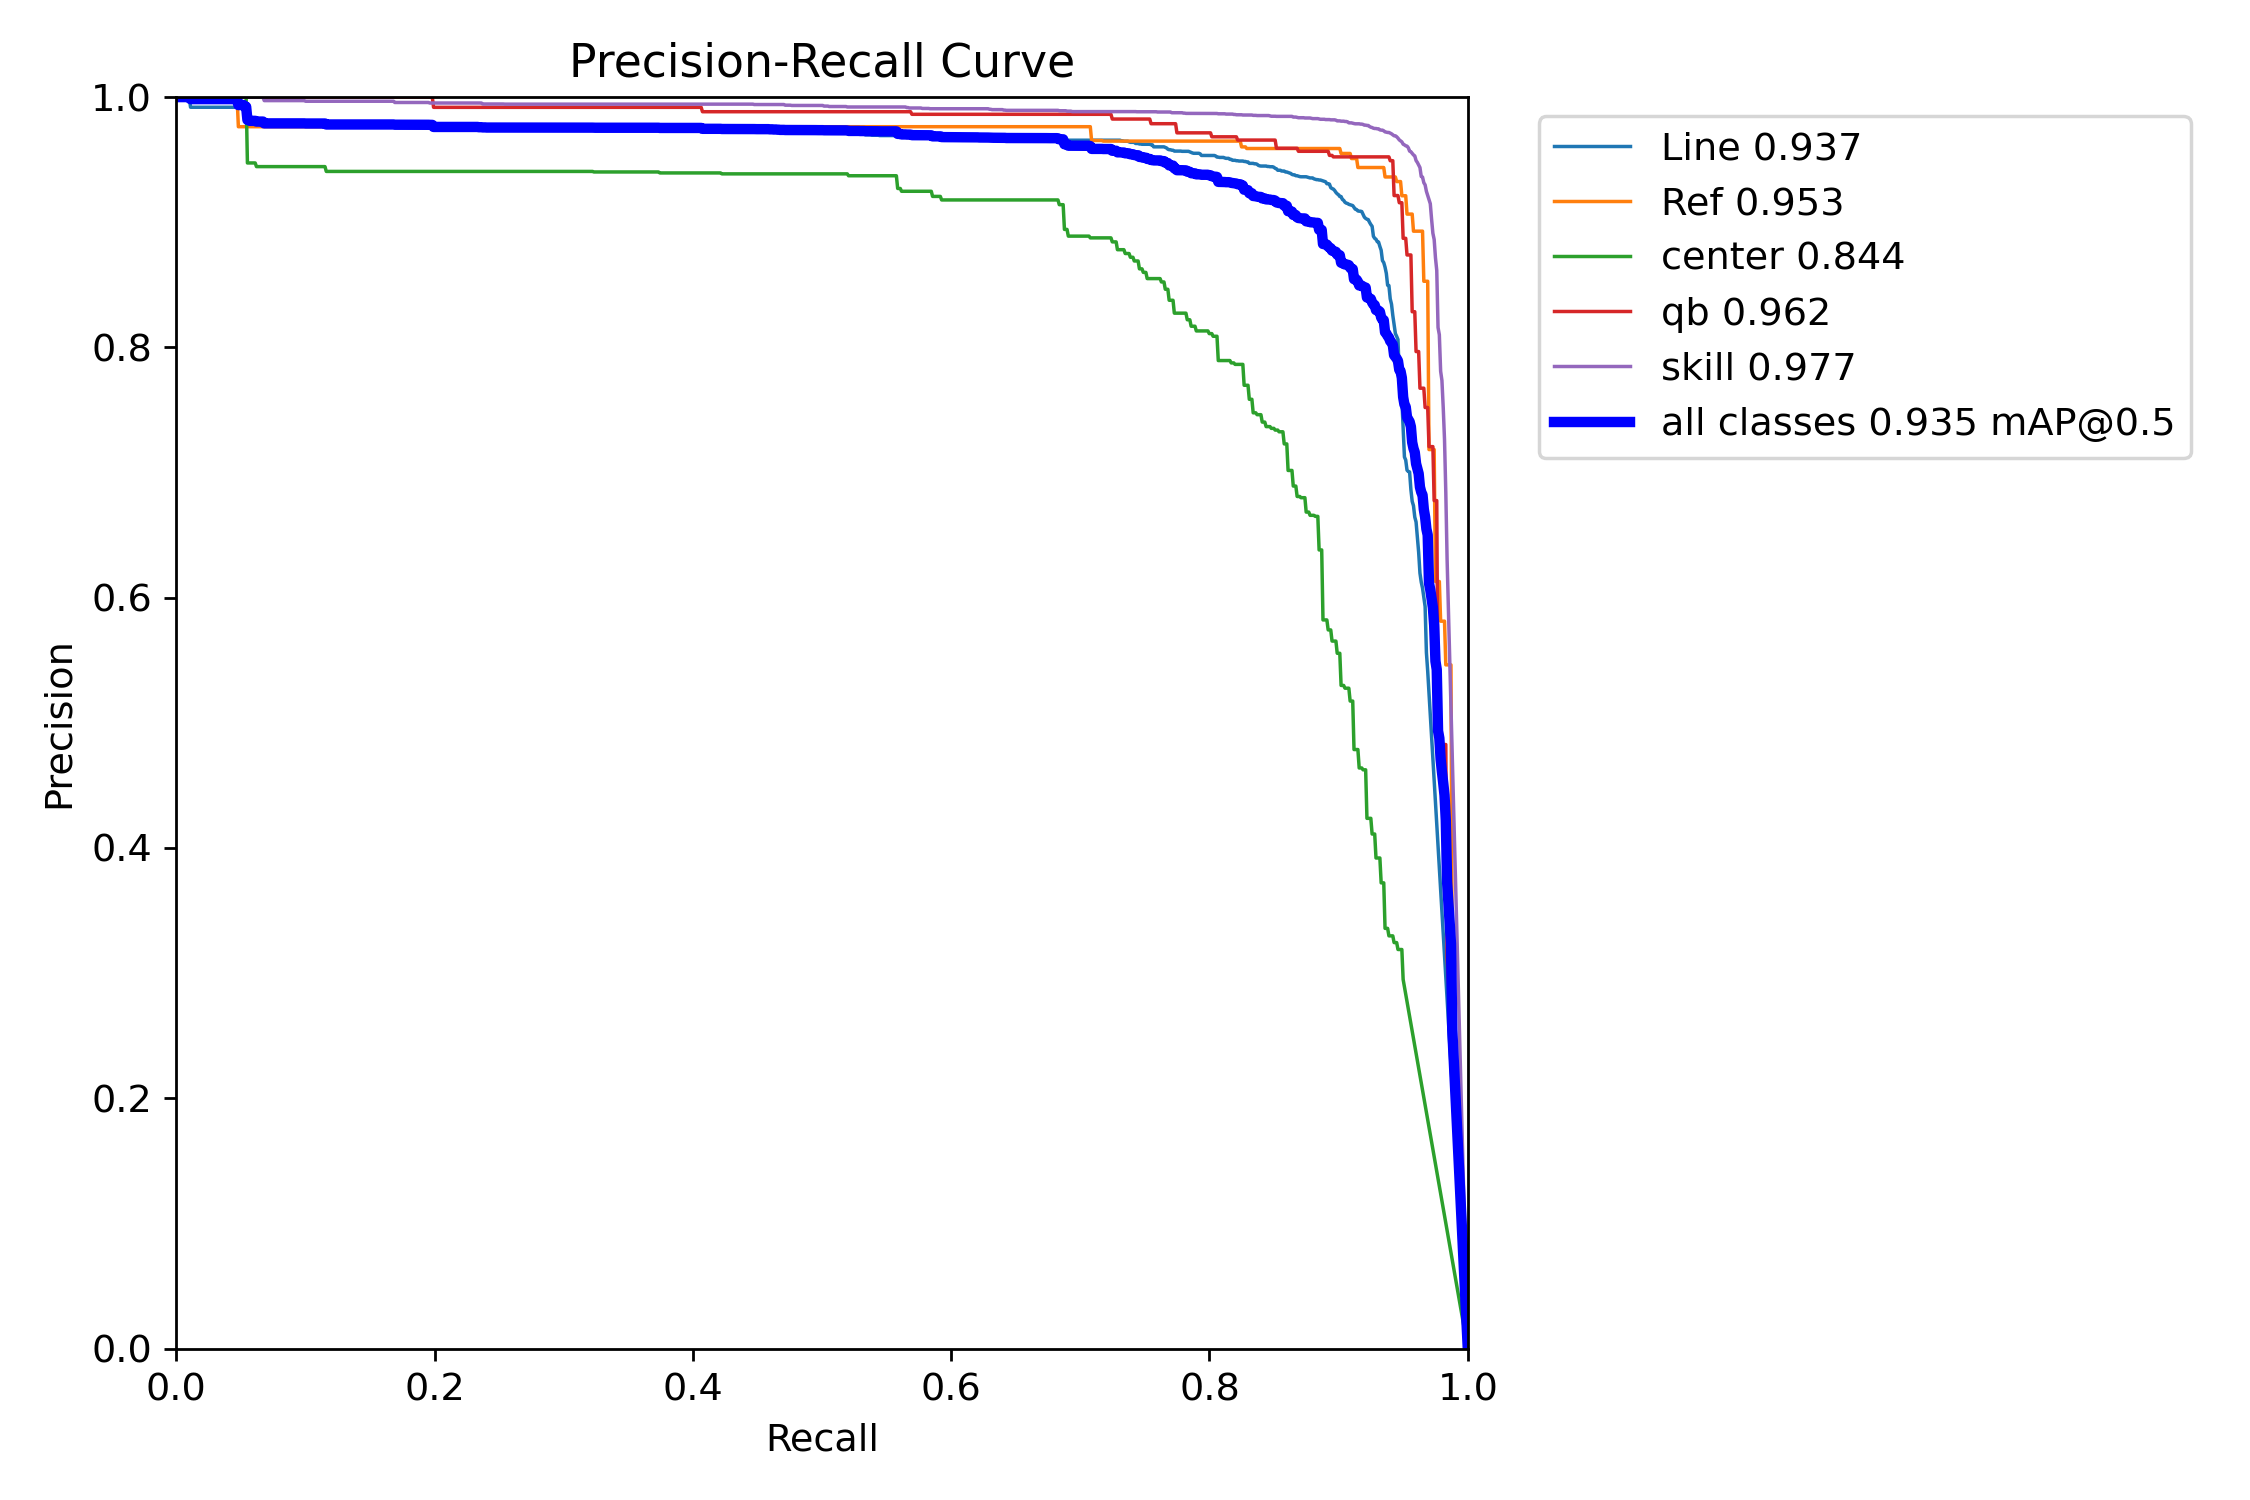 Precision-Recall Curve
1.0
0.8
0.6
0.4
0.2
0.0
Precision
0.0 0.2 0.4 0.6 0.8 1.0
Recall
Line 0.937
Ref 0.953
center 0.844
qb 0.962
skill 0.977
all classes 0.935 mAP@0.5